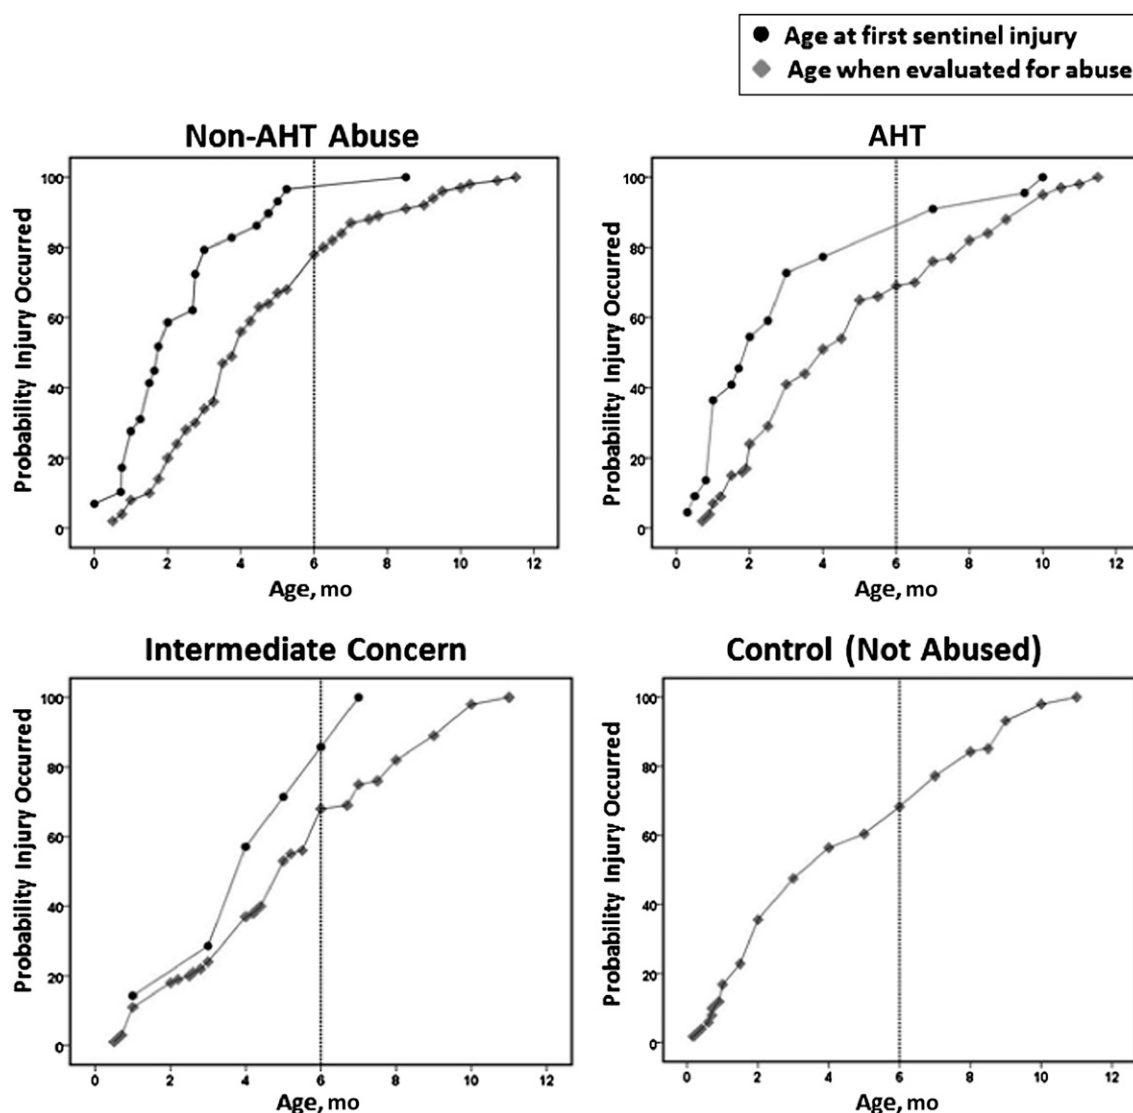 Age at first sentinel injury
Age when evaluated for abuse
Non-AHT Abuse
Probability Injury Occurred
100
80
60
40
20
0
0 2 4 6 8 10 12
Age, mo
AHT
Probability Injury Occurred
100
80
60
40
20
0
0 2 4 6 8 10 12
Age, mo
Intermediate Concern
Probability Injury Occurred
100
80
60
40
20
0
0 2 4 6 8 10 12
Age, mo
Control (Not Abused)
Probability Injury Occurred
100
80
60
40
20
0
0 2 4 6 8 10 12
Age, mo